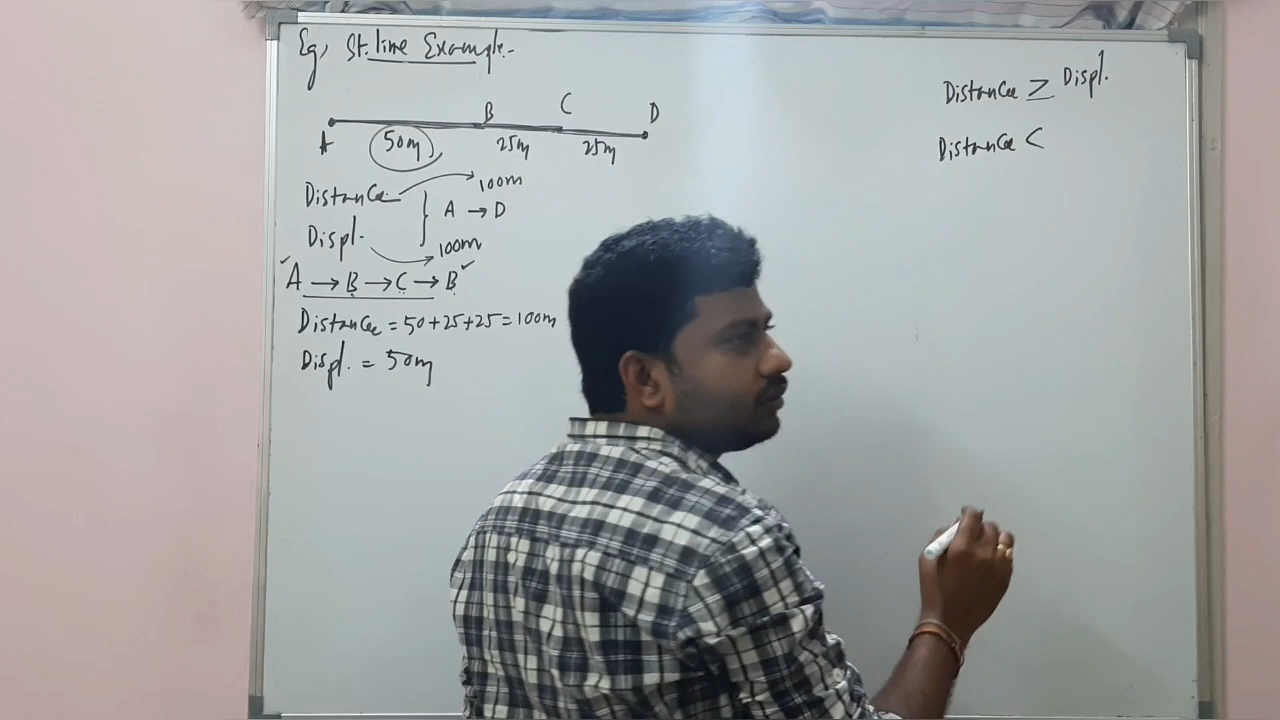 Eg, St. line Example.
A B C D
50m 25m 25m
Distance 100m
A → D
Displ. 100m
A → B → C → B
Distance = 50+25+25 = 100m
Displ. = 50m
Distance ≥ Displ.
Distance <